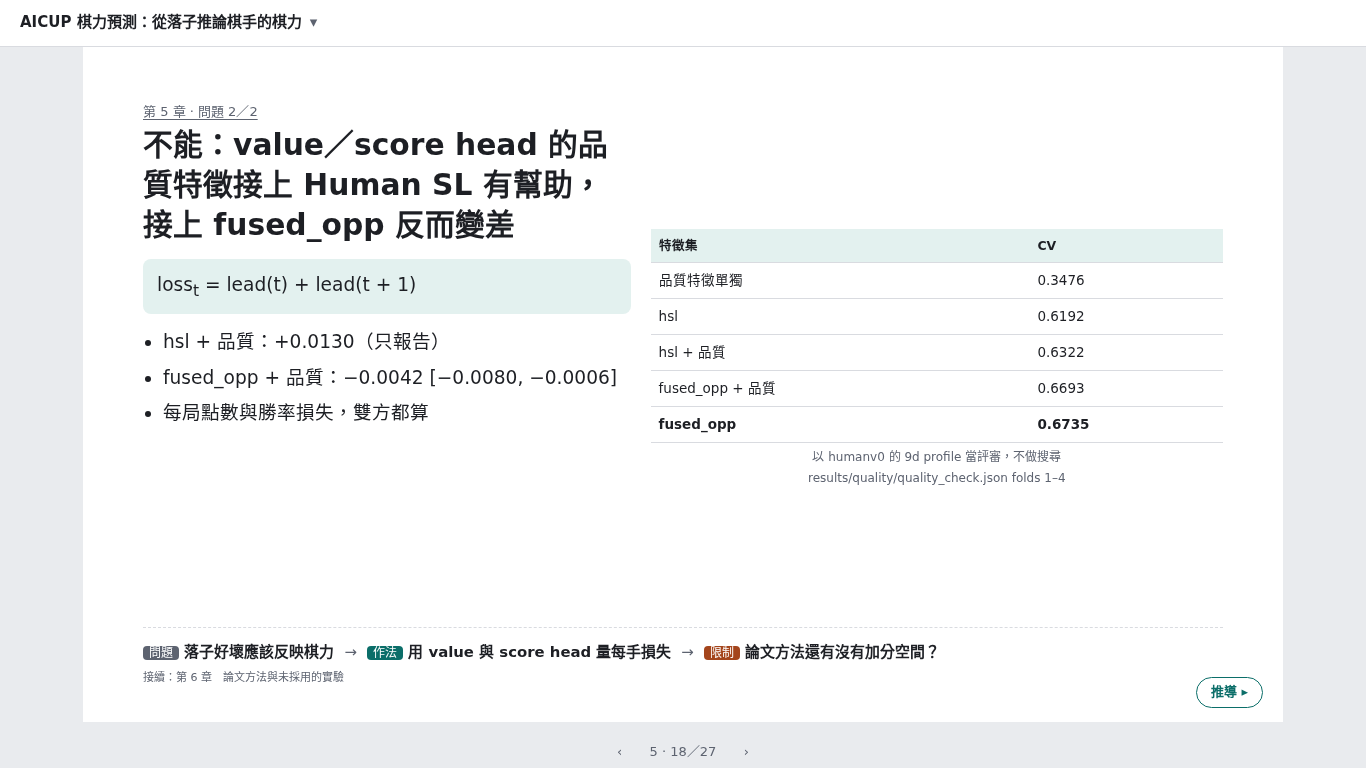 AICUP 棋力預測：從落子推論棋手的棋力 ▾
第 5 章 · 問題 2／2
不能：value／score head 的品
質特徵接上 Human SL 有幫助，
接上 fused_opp 反而變差
losst = lead(t) + lead(t + 1)
• hsl + 品質：+0.0130（只報告）
• fused_opp + 品質：−0.0042 [−0.0080, −0.0006]
• 每局點數與勝率損失，雙方都算
特徵集 CV
品質特徵單獨 0.3476
hsl 0.6192
hsl + 品質 0.6322
fused_opp + 品質 0.6693
fused_opp 0.6735
以 humanv0 的 9d profile 當評審，不做搜尋
results/quality/quality_check.json folds 1–4
問題 落子好壞應該反映棋力 → 作法 用 value 與 score head 量每手損失 → 限制 論文方法還有沒有加分空間？
接續：第 6 章　論文方法與未採用的實驗
推導 ▸
‹ 5 · 18／27 ›